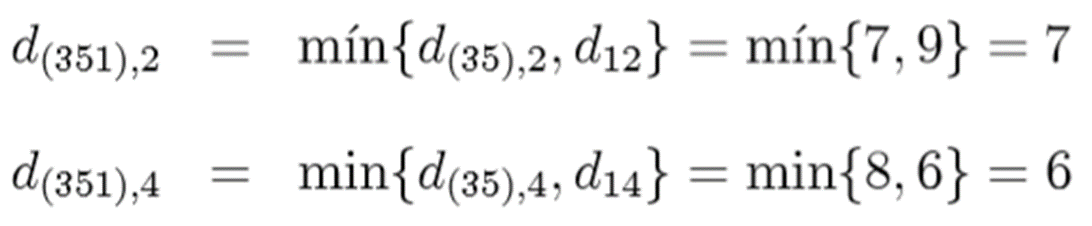 d_{(351),2} = mín{d_{(35),2}, d_{12}} = mín{7, 9} = 7
d_{(351),4} = min{d_{(35),4}, d_{14}} = min{8, 6} = 6